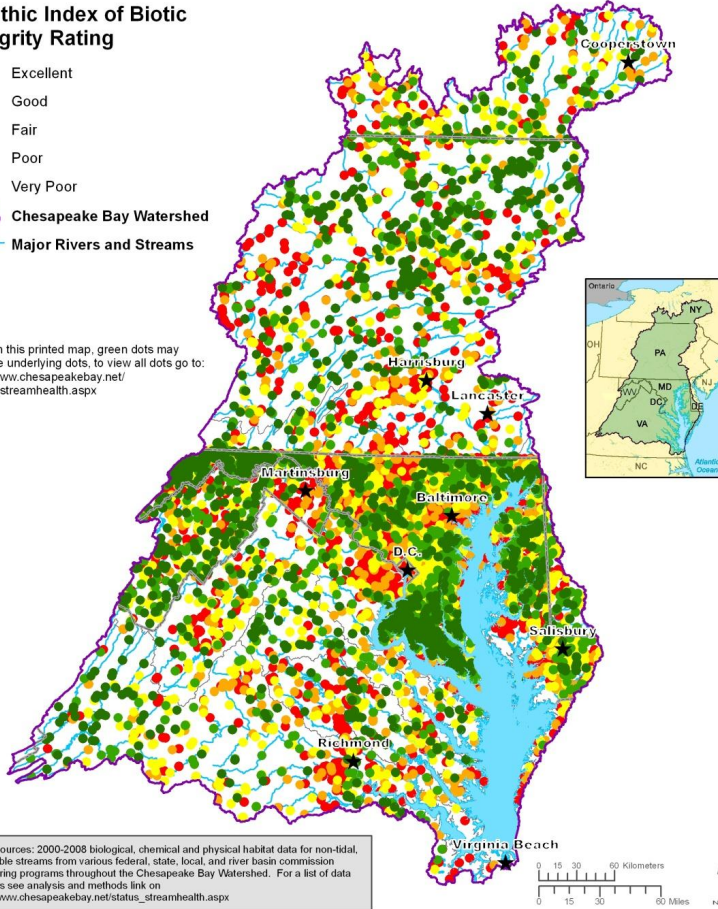 thic Index of Biotic
grity Rating
Excellent
Good
Fair
Poor
Very Poor
Chesapeake Bay Watershed
Major Rivers and Streams
n this printed map, green dots may
e underlying dots, to view all dots go to:
ww.chesapeakebay.net/
streamhealth.aspx
Cooperstown
Harrisburg
Lancaster
Martinsburg
Baltimore
D.C.
Salisbury
Richmond
Virginia Beach
Ontario
NY
OH
PA
NJ
MD
WV
DC
DE
VA
NC
Atlantic
Ocean
ources: 2000-2008 biological, chemical and physical habitat data for non-tidal,
ble streams from various federal, state, local, and river basin commission
ring programs throughout the Chesapeake Bay Watershed. For a list of data
s see analysis and methods link on
ww.chesapeakebay.net/status_streamhealth.aspx
0 15 30 60 Kilometers
0 15 30 60 Miles
N